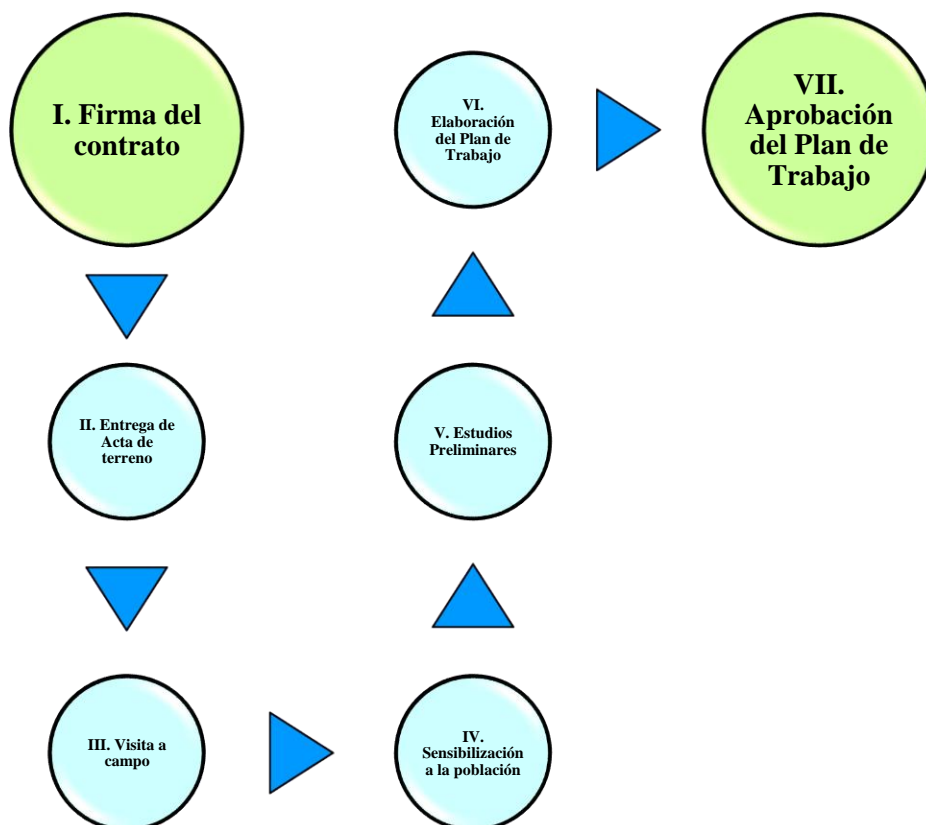 I. Firma del
contrato
II. Entrega de
Acta de
terreno
III. Visita a
campo
IV.
Sensibilización
a la población
V. Estudios
Preliminares
VI.
Elaboración
del Plan de
Trabajo
VII.
Aprobación
del Plan de
Trabajo